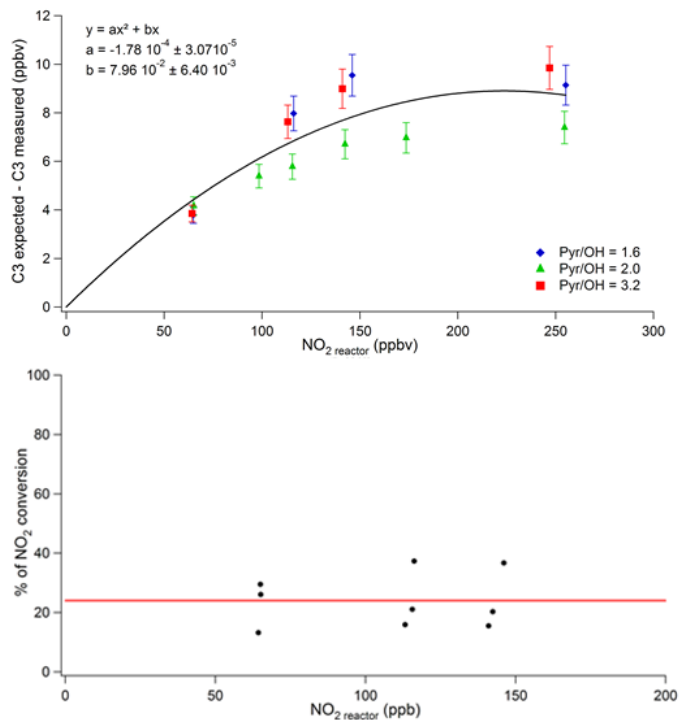 12
10
8
6
4
2
0
C3 expected - C3 measured (ppbv)
y = ax² + bx
a = -1.78 10⁻⁴ ± 3.0710⁻⁵
b = 7.96 10⁻² ± 6.40 10⁻³
Pyr/OH = 1.6
Pyr/OH = 2.0
Pyr/OH = 3.2
0 50 100 150 200 250 300
NO₂ reactor (ppbv)
100
80
60
40
20
0
% of NO₂ conversion
0 50 100 150 200
NO₂ reactor (ppb)